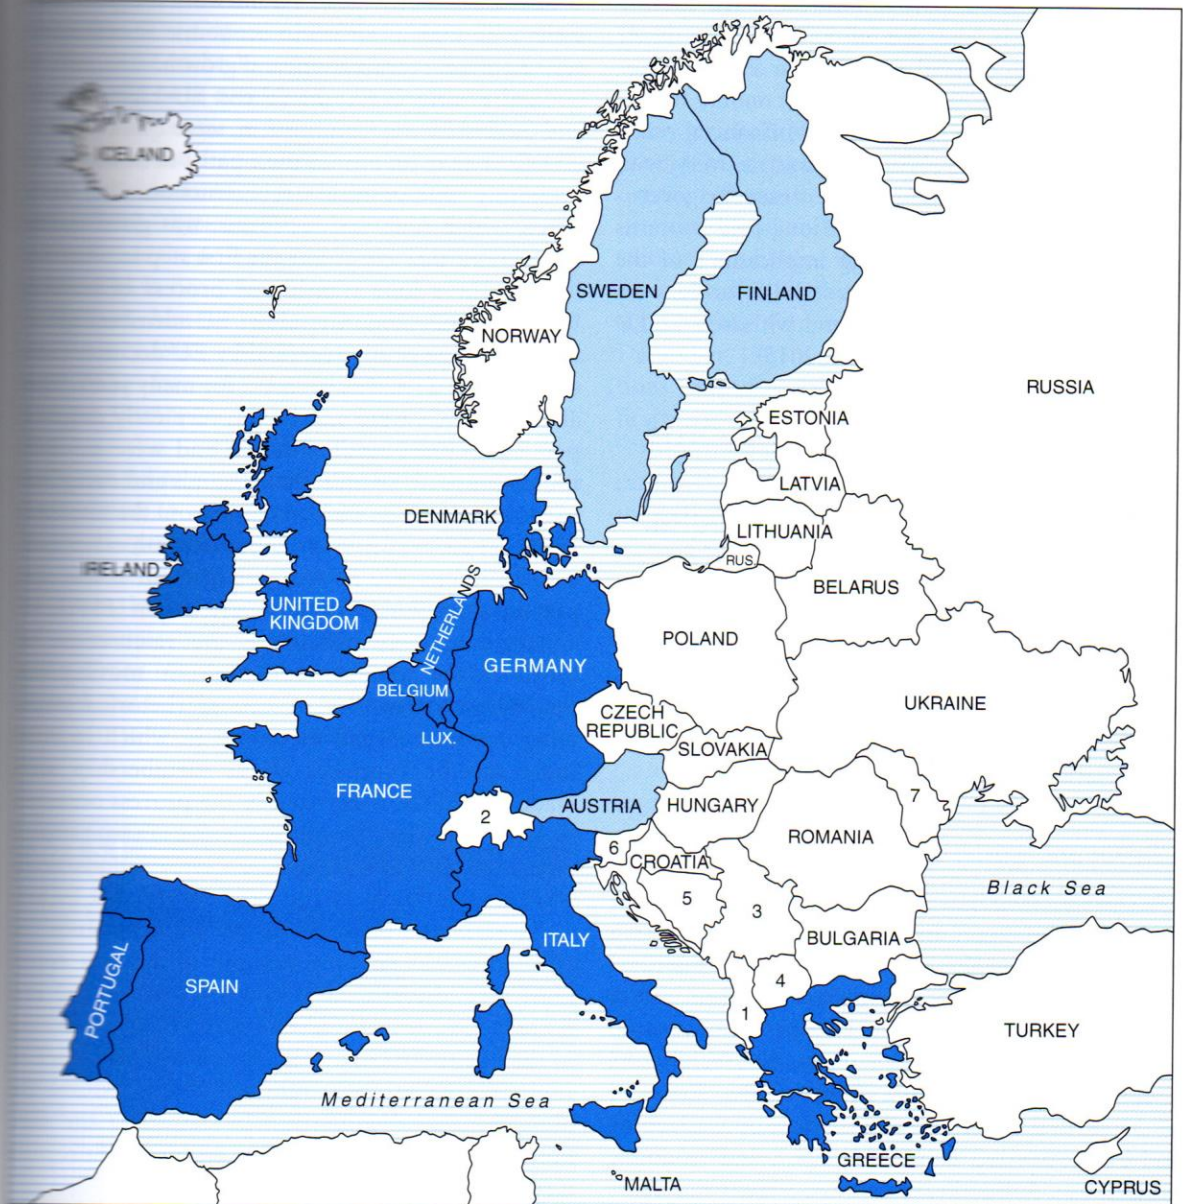 ICELAND
SWEDEN
FINLAND
NORWAY
RUSSIA
ESTONIA
LATVIA
DENMARK
LITHUANIA
RUS.
IRELAND
BELARUS
UNITED
KINGDOM
NETHERLANDS
POLAND
GERMANY
BELGIUM
UKRAINE
CZECH
REPUBLIC
LUX.
SLOVAKIA
FRANCE
AUSTRIA
HUNGARY
7
2
ROMANIA
6
CROATIA
Black Sea
5
3
ITALY
BULGARIA
PORTUGAL
SPAIN
4
1
TURKEY
Mediterranean Sea
GREECE
MALTA
CYPRUS